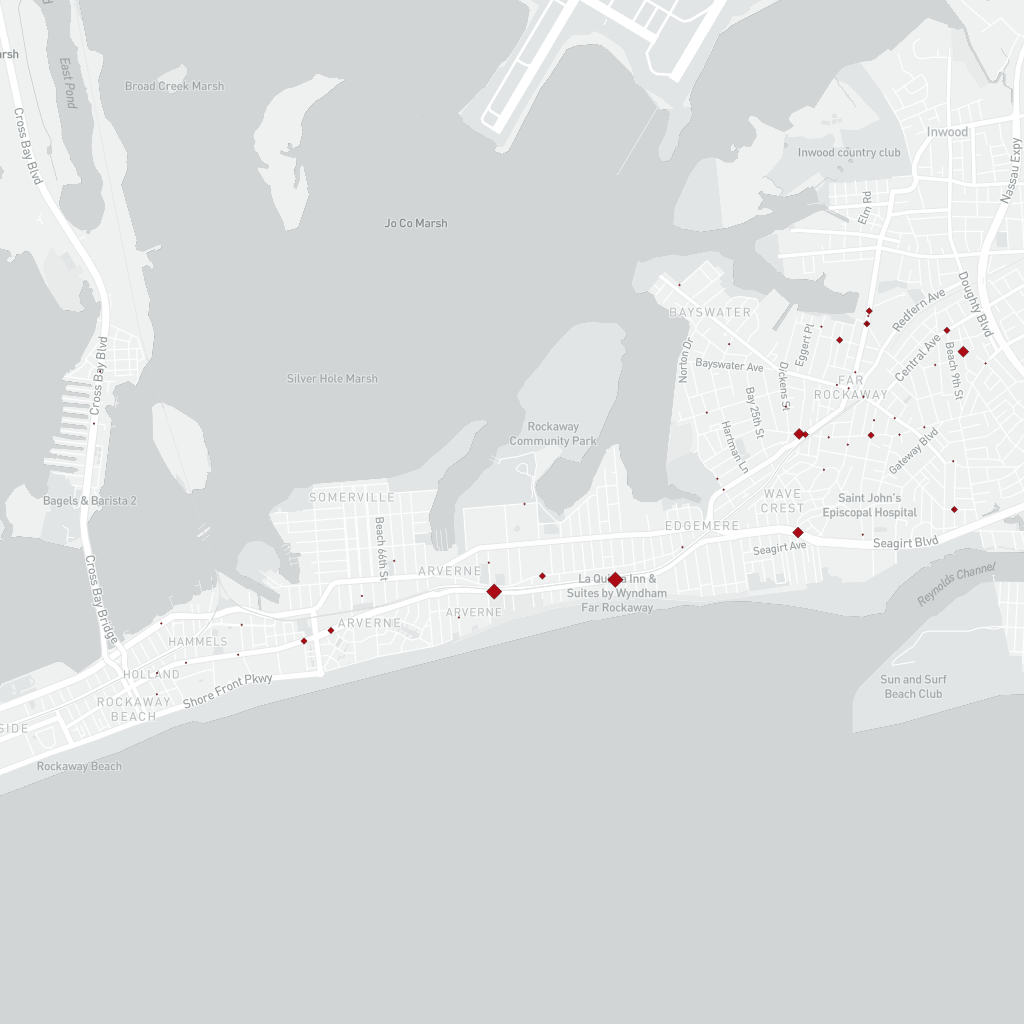 East Pond
Broad Creek Marsh
Cross Bay Blvd
Jo Co Marsh
Inwood
Inwood country club
Nassau Expy
Elm Rd
Doughty Blvd
Redfern Ave
BAYSWATER
Norton Dr
Eggert Pl
Central Ave
Beach 9th St
Cross Bay Blvd
Silver Hole Marsh
Bayswater Ave
Dickens St
Bay 25th St
FAR
ROCKAWAY
Rockaway
Community Park
Hartman Ln
Gateway Blvd
Bagels & Barista 2
SOMERVILLE
Beach 66th St
WAVE
CREST
Saint John's
Episcopal Hospital
EDGEMERE
Seagirt Ave
Seagirt Blvd
ARVERNE
La Quinta Inn &
Suites by Wyndham
Far Rockaway
Reynolds Channel
Cross Bay Bridge
ARVERNE
ARVERNE
HAMMELS
HOLLAND
Shore Front Pkwy
ROCKAWAY
BEACH
SIDE
Rockaway Beach
Sun and Surf
Beach Club